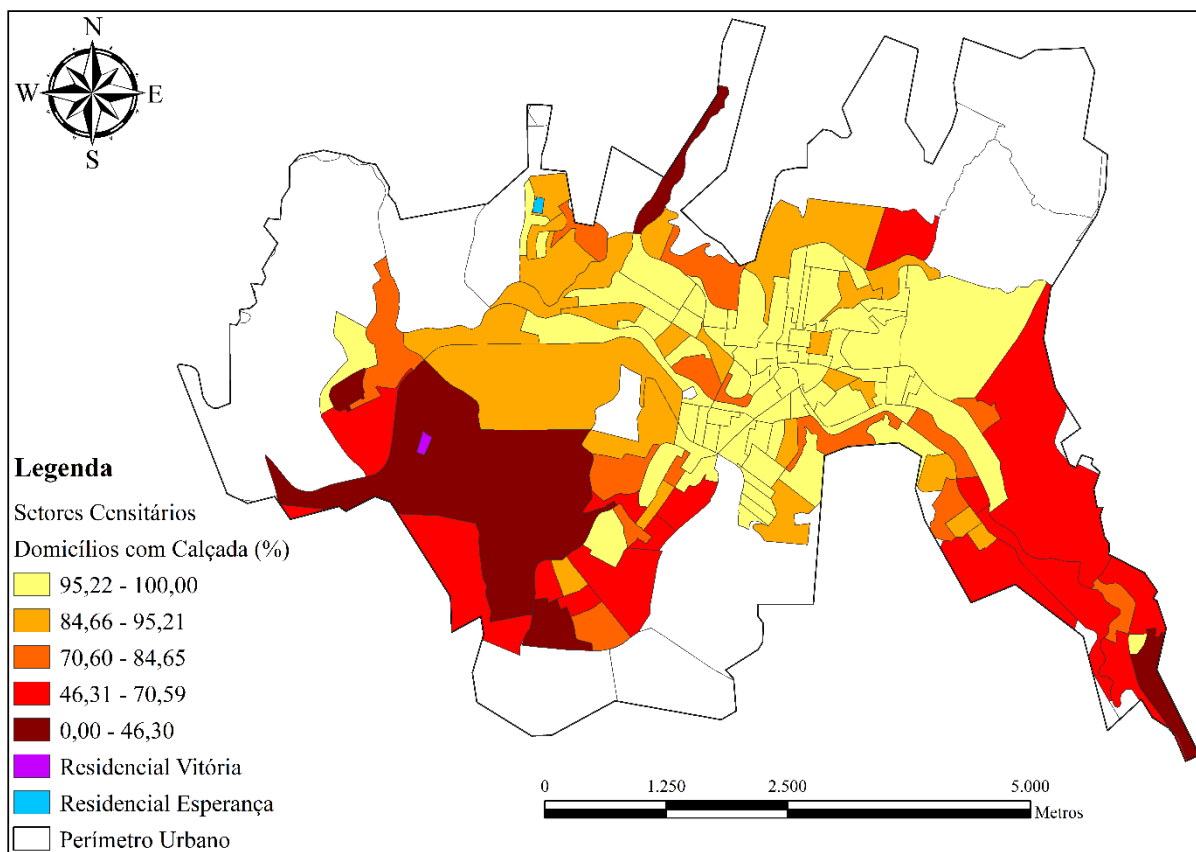 N
W E
S
Legenda
Setores Censitários
Domicílios com Calçada (%)
95,22 - 100,00
84,66 - 95,21
70,60 - 84,65
46,31 - 70,59
0,00 - 46,30
Residencial Vitória
Residencial Esperança
Perímetro Urbano
0 1.250 2.500 5.000
Metros